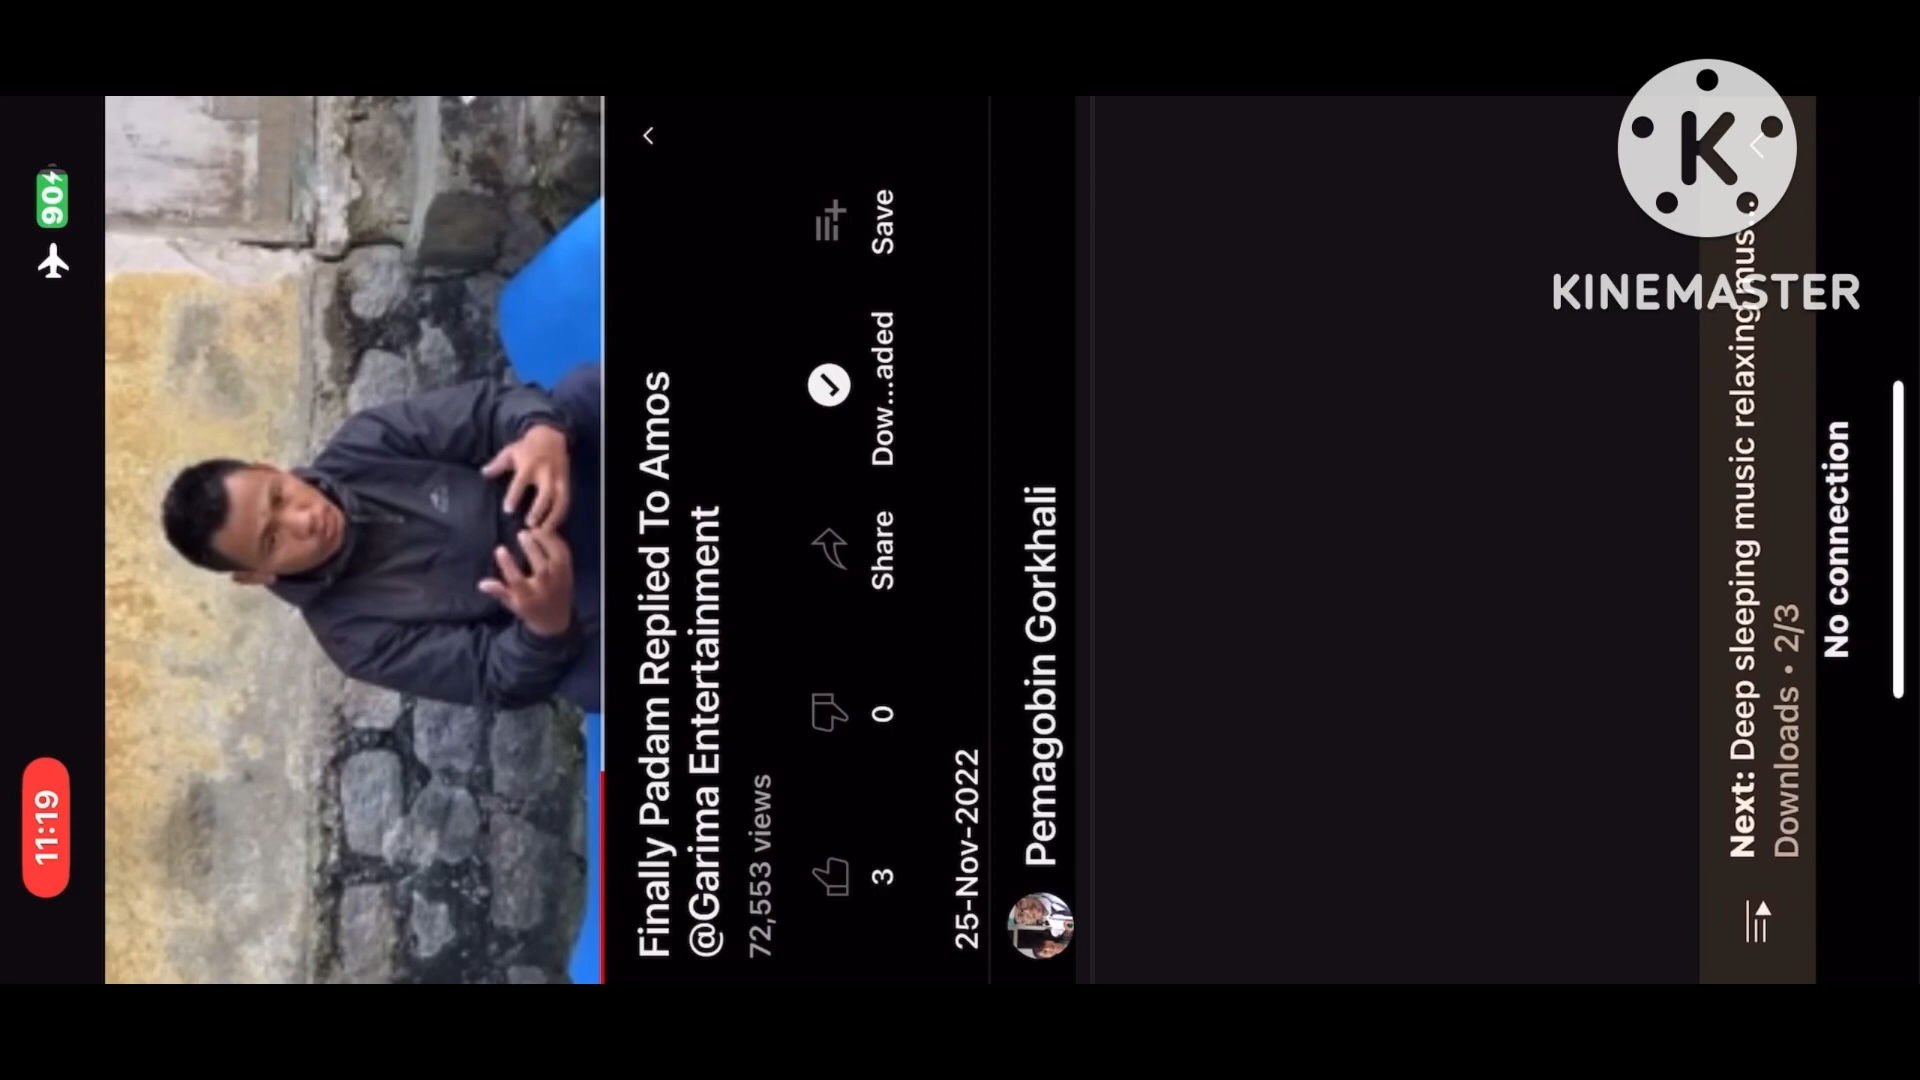 11:19
90
Finally Padam Replied To Amos
@Garima Entertainment
72,553 views
3
0
Share
Dow...aded
Save
25-Nov-2022
Pemagobin Gorkhali
Next: Deep sleeping music relaxing mus...
Downloads • 2/3
No connection
K
KINEMASTER